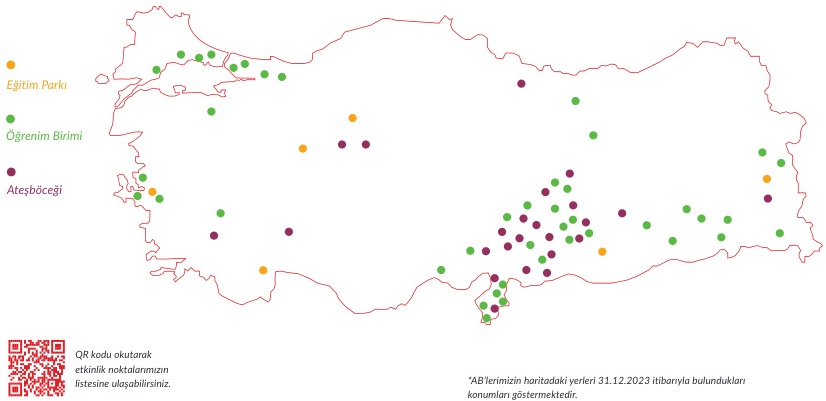 Eğitim Parkı
Öğrenim Birimi
Ateşböceği
QR kodu okutarak
etkinlik noktalarımızın
listesine ulaşabilirsiniz.
*AB'lerimizin haritadaki yerleri 31.12.2023 itibarıyla bulundukları
konumları göstermektedir.